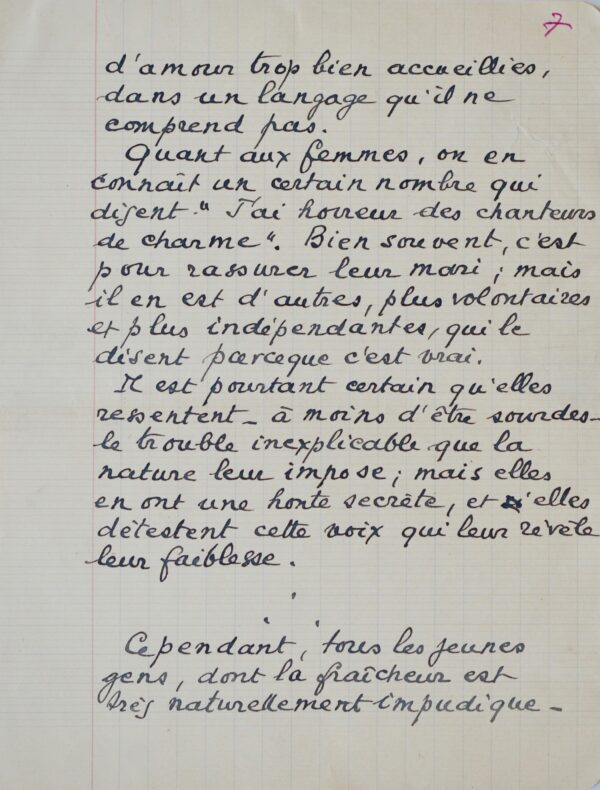 7
d'amour trop bien accueillies,
dans un langage qu'il ne
comprend pas.
Quant aux femmes, on en
connaît un certain nombre qui
disent " J'ai horreur des chanteurs
de charme ". Bien souvent, c'est
pour rassurer leur mari ; mais
il en est d'autres, plus volontaires
et plus indépendantes, qui le
disent parceque c'est vrai.
Il est pourtant certain qu'elles
ressentent _ à moins d'être sourdes _
le trouble inexplicable que la
nature leur impose ; mais elles
en ont une honte secrète, et elles
détestent cette voix qui leur révèle
leur faiblesse.
Cependant, tous les jeunes
gens, dont la fraîcheur est
très naturellement impudique _